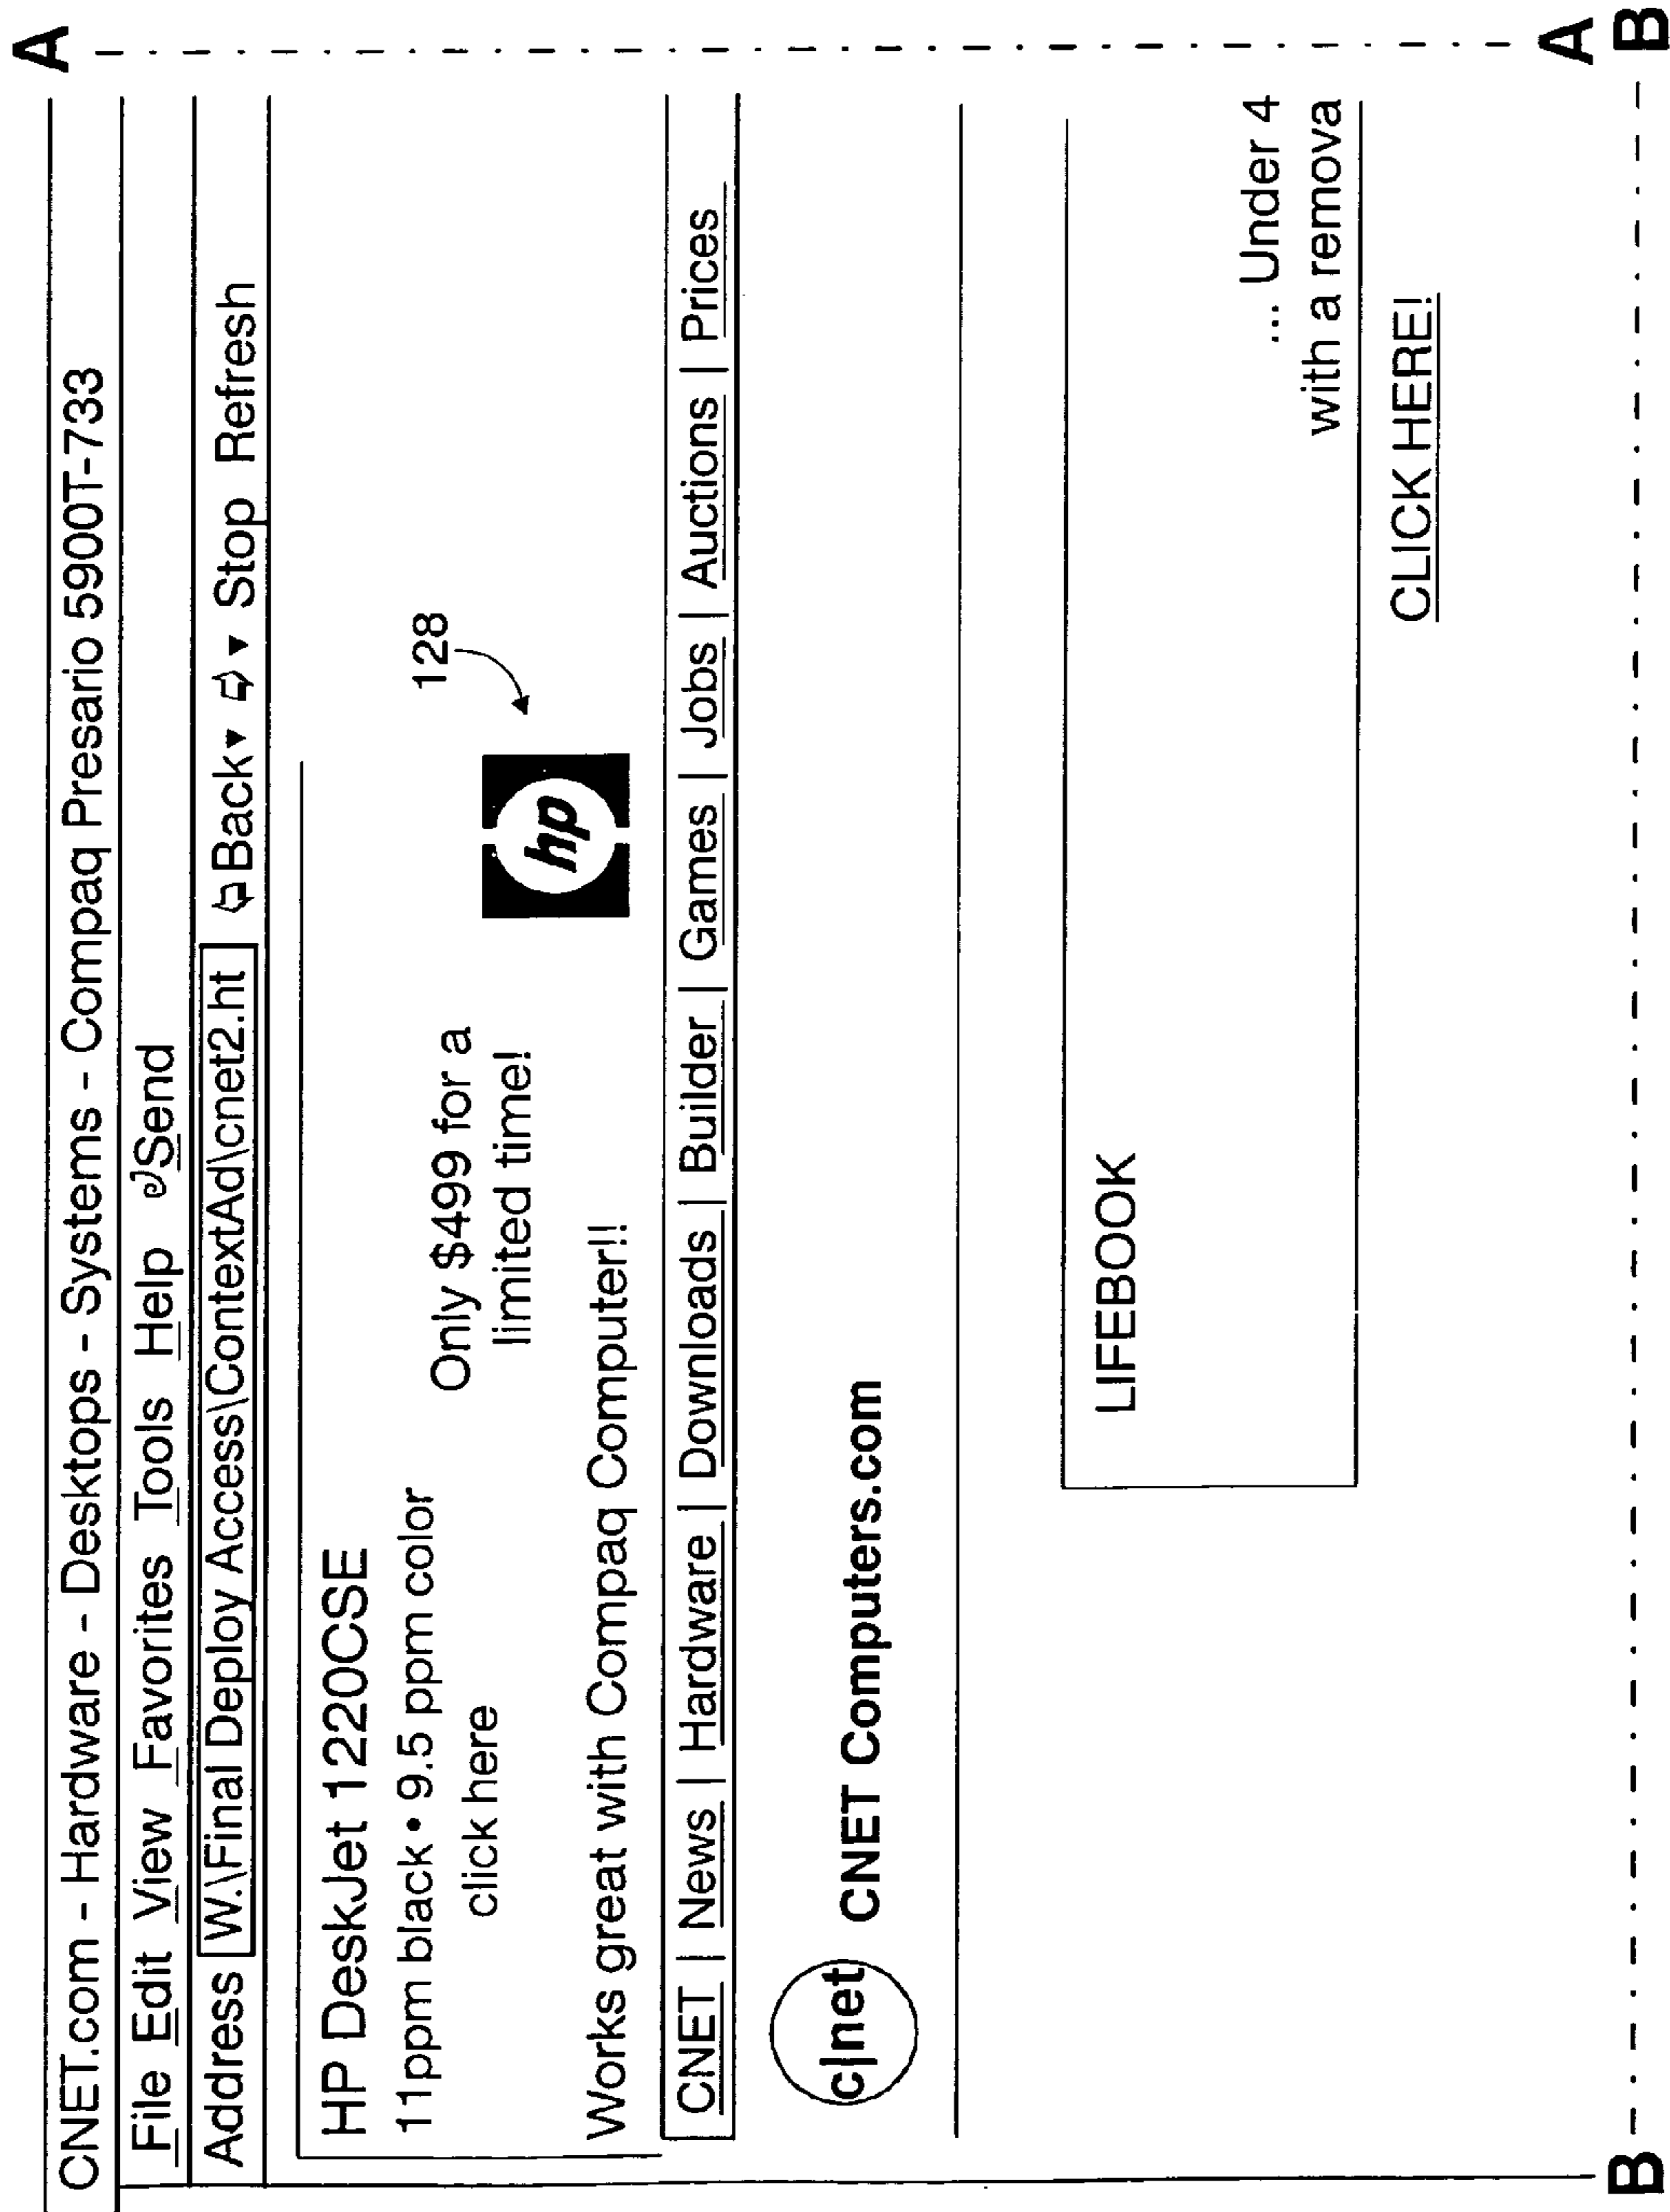 A
CNET.com - Hardware - Desktops - Systems - Compaq Presario 5900T-733
File Edit View Favorites Tools Help Send
Address W.\Final Deploy Access\ContextAd\cnet2.ht Back Stop Refresh
HP DeskJet 1220CSE
11ppm black • 9.5 ppm color
click here
Only $499 for a
limited time!
128
hp
Works great with Compaq Computer!!
CNET | News | Hardware | Downloads | Builder | Games | Jobs | Auctions | Prices
c|net CNET Computers.com
LIFEBOOK
... Under 4
with a remova
CLICK HERE!
A
B B